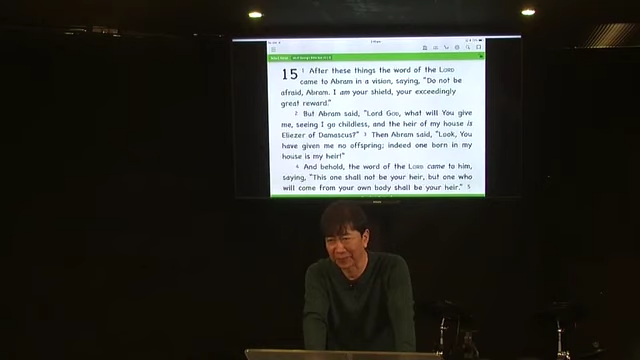 15 1 After these things the word of the LORD
came to Abram in a vision, saying, "Do not be
afraid, Abram. I am your shield, your exceedingly
great reward."
2 But Abram said, "Lord GOD, what will You give
me, seeing I go childless, and the heir of my house is
Eliezer of Damascus?" 3 Then Abram said, "Look, You
have given me no offspring; indeed one born in my
house is my heir!"
4 And behold, the word of the LORD came to him,
saying, "This one shall not be your heir, but one who
will come from your own body shall be your heir." 5